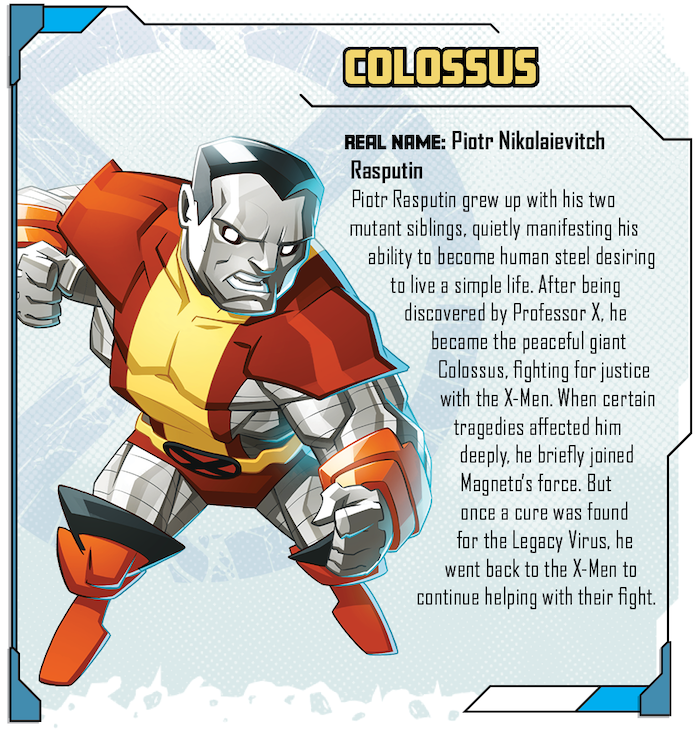 COLOSSUS
REAL NAME: Piotr Nikolaievitch
Rasputin
Piotr Rasputin grew up with his two
mutant siblings, quietly manifesting his
ability to become human steel desiring
to live a simple life. After being
discovered by Professor X, he
became the peaceful giant
Colossus, fighting for justice
with the X-Men. When certain
tragedies affected him
deeply, he briefly joined
Magneto's force. But
once a cure was found
for the Legacy Virus, he
went back to the X-Men to
continue helping with their fight.